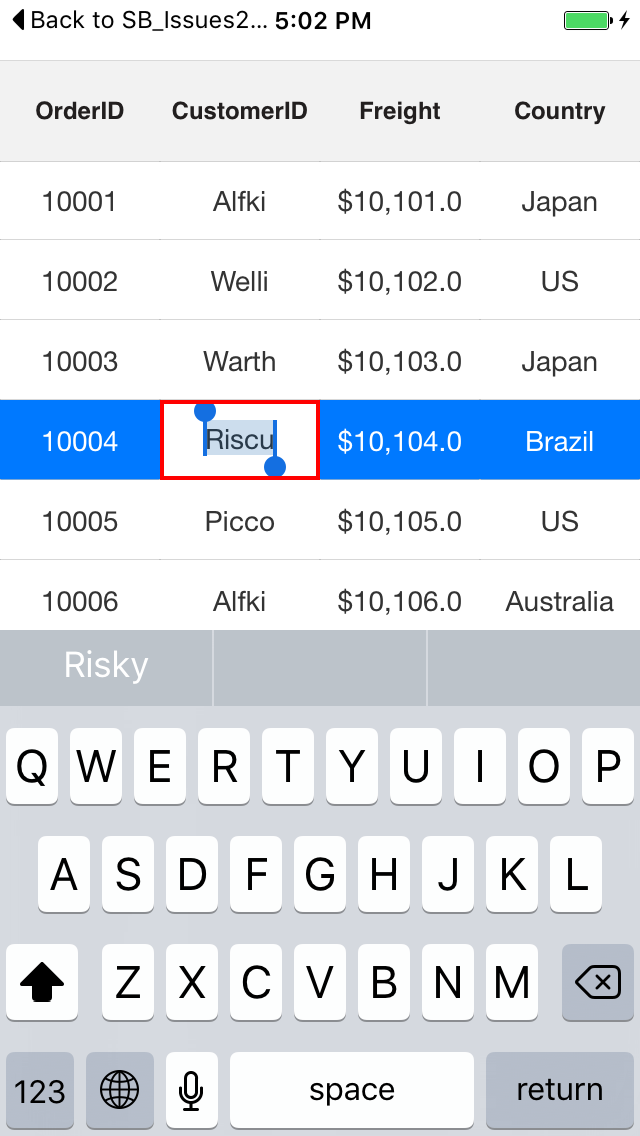 Back to SB_Issues2... 5:02 PM
OrderID CustomerID Freight Country
10001 Alfki $10,101.0 Japan
10002 Welli $10,102.0 US
10003 Warth $10,103.0 Japan
10004 Riscu $10,104.0 Brazil
10005 Picco $10,105.0 US
10006 Alfki $10,106.0 Australia
Risky
Q W E R T Y U I O P
A S D F G H J K L
Z X C V B N M
123 space return